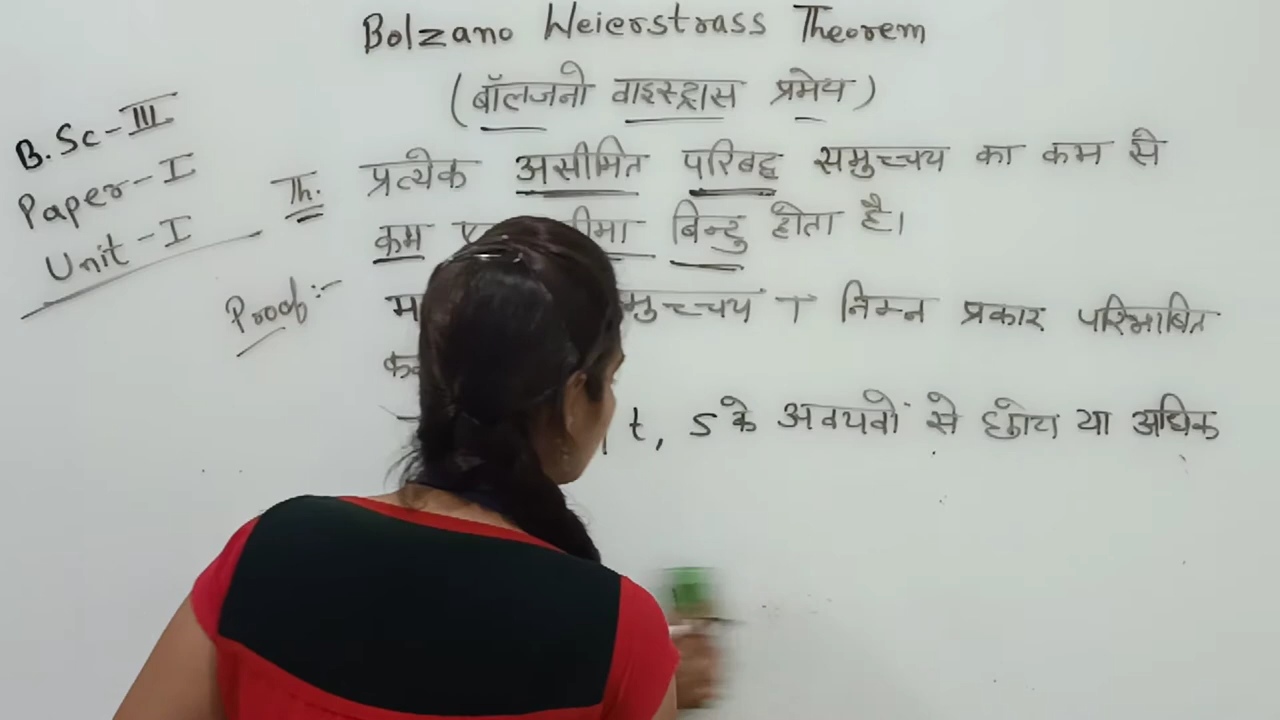 Bolzano Weierstrass Theorem
(बॉलजनो वाइस्ट्रास प्रमेय)
B.Sc-III
Paper-I
Unit-I
Th: प्रत्येक असीमित परिबद्ध समुच्चय का कम से
कम सीमा बिन्दु होता है।
Proof:- समुच्चय T निम्न प्रकार परिभाषित
t, S के अवयवों से छोटा या अधिक